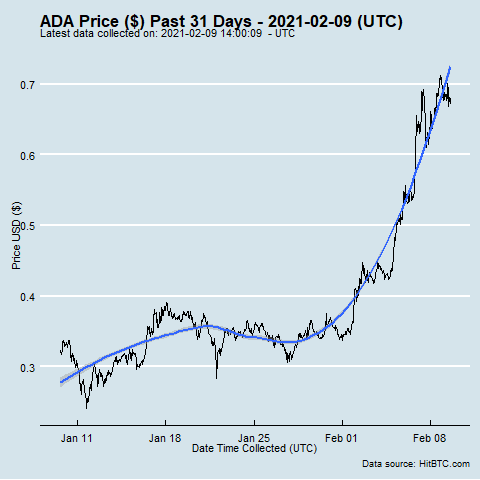 ADA Price ($) Past 31 Days - 2021-02-09 (UTC)
Latest data collected on: 2021-02-09 14:00:09 - UTC
0.7
0.6
0.5
0.4
0.3
Price USD ($)
Jan 11
Jan 18
Jan 25
Feb 01
Feb 08
Date Time Collected (UTC)
Data source: HitBTC.com